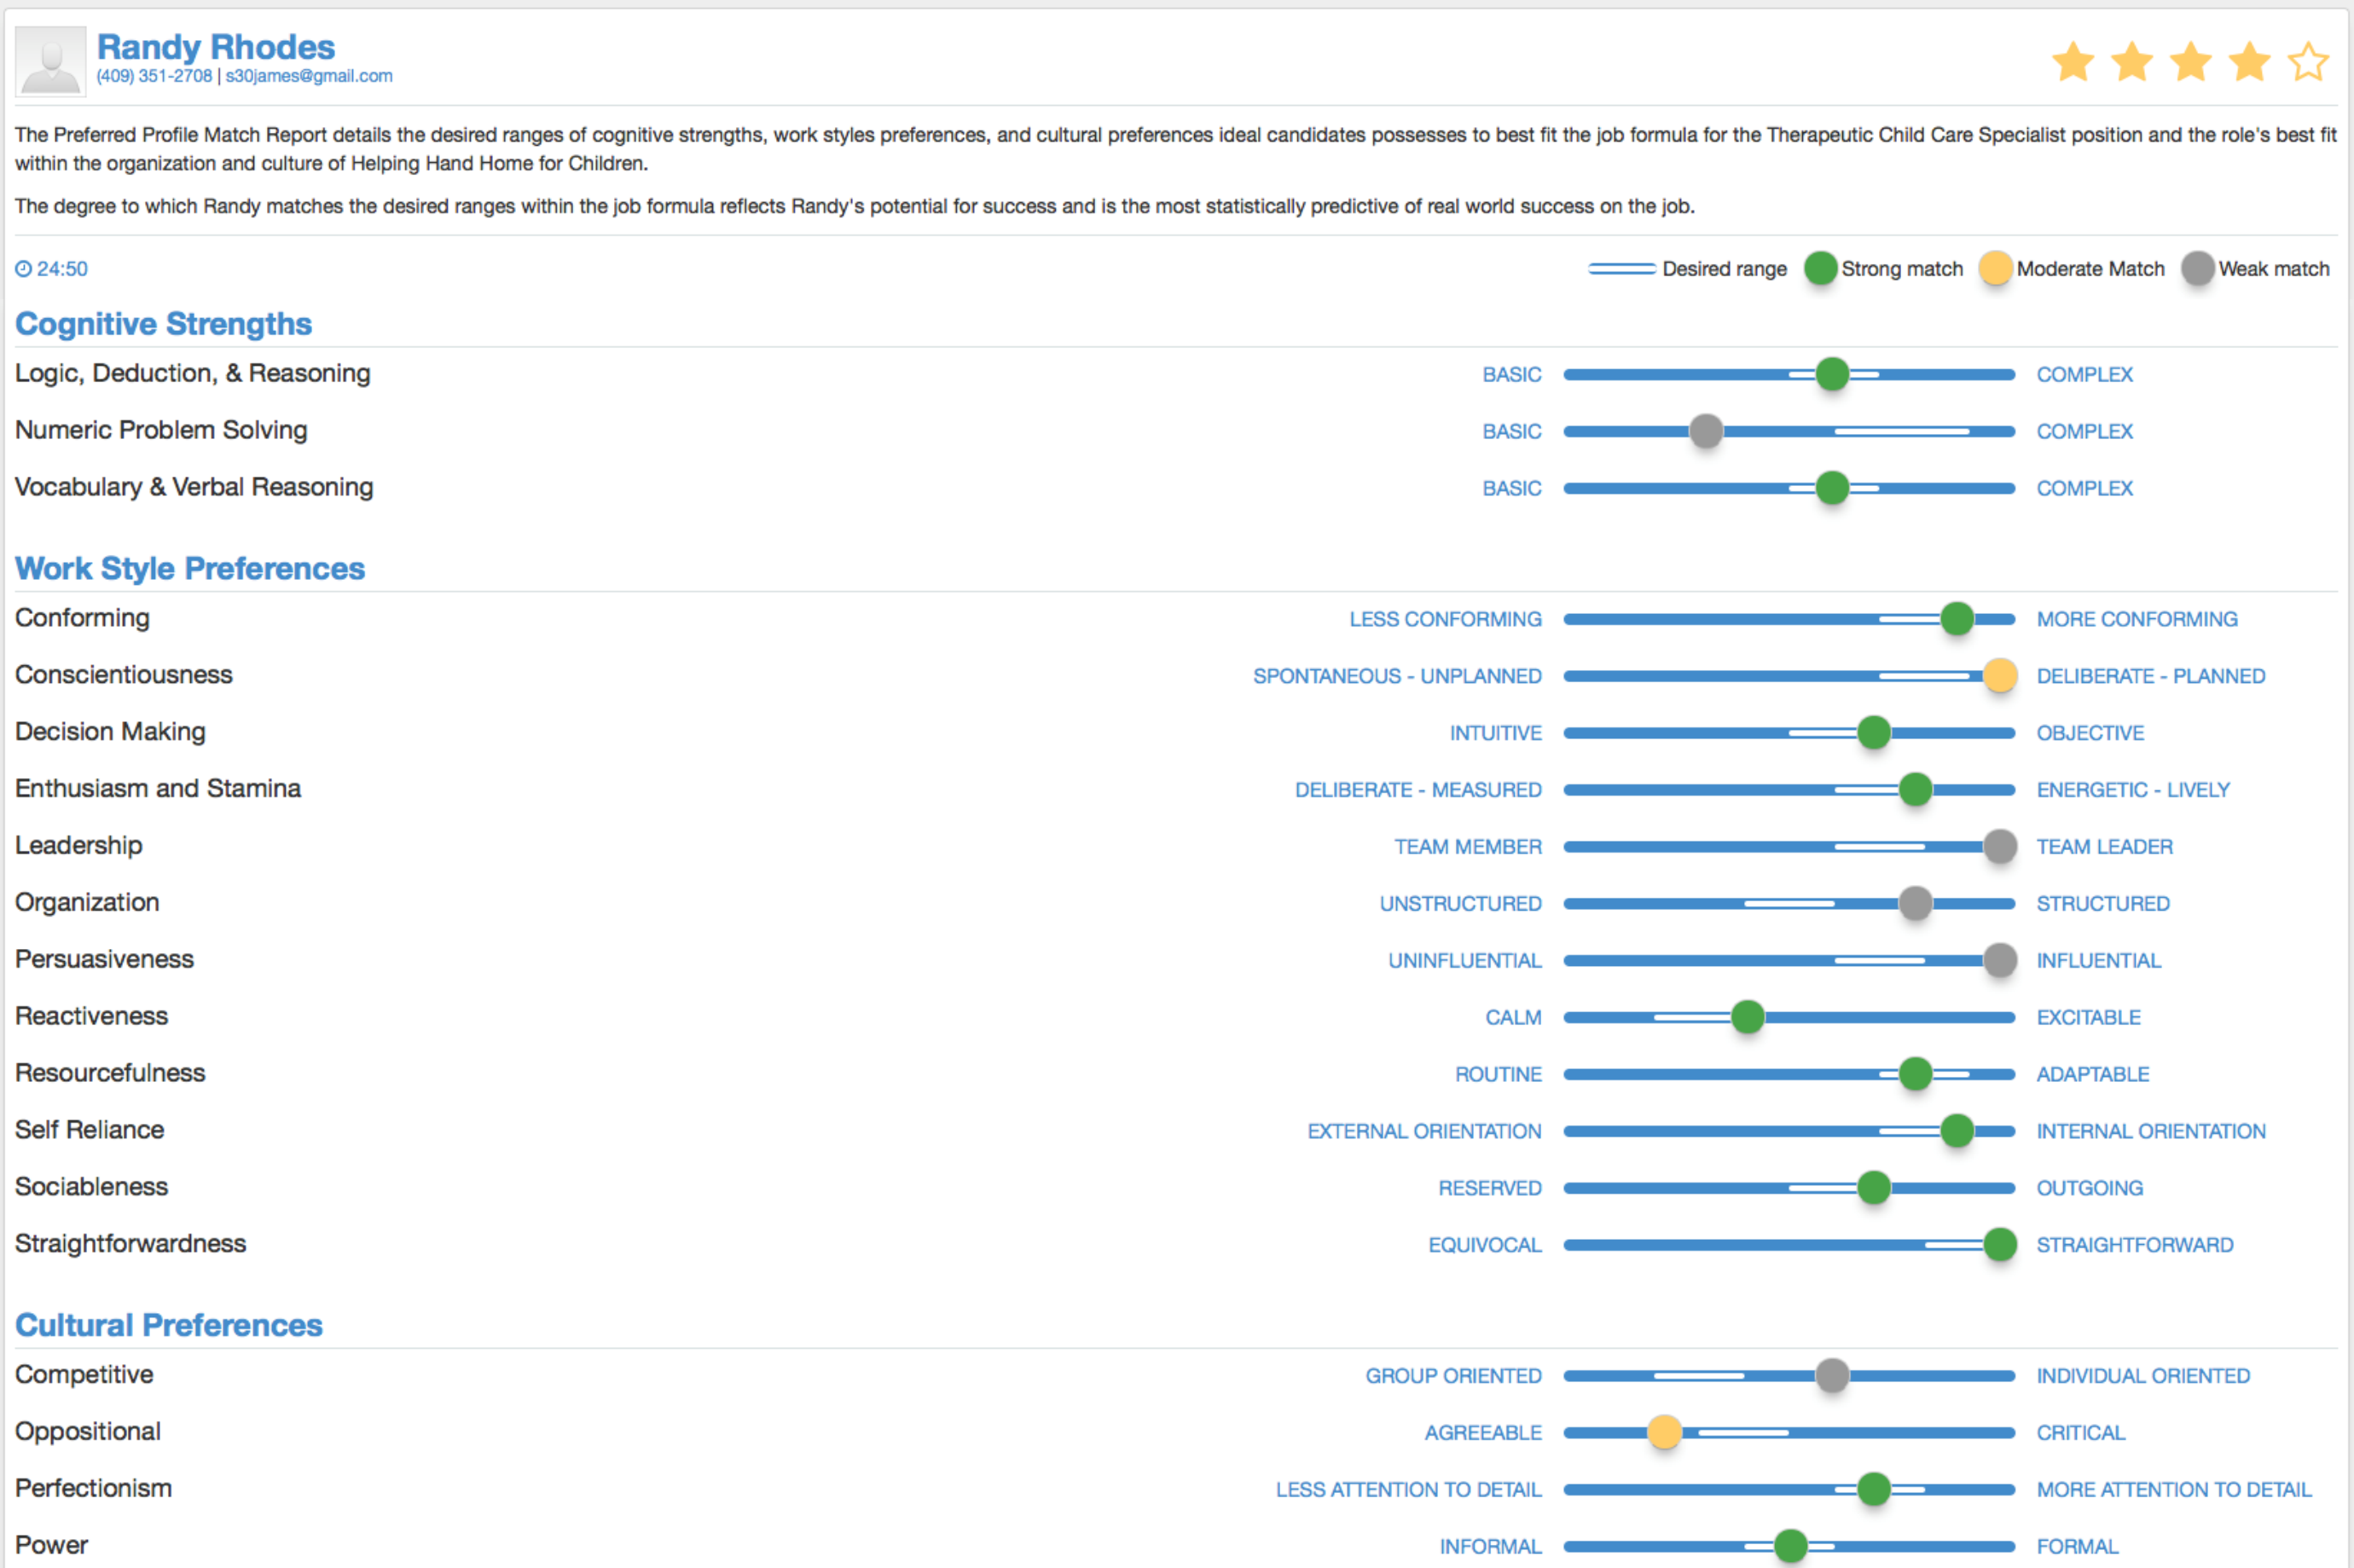 Randy Rhodes
(409) 351-2708 | s30james@gmail.com
The Preferred Profile Match Report details the desired ranges of cognitive strengths, work styles preferences, and cultural preferences ideal candidates possesses to best fit the job formula for the Therapeutic Child Care Specialist position and the role's best fit
within the organization and culture of Helping Hand Home for Children.
The degree to which Randy matches the desired ranges within the job formula reflects Randy's potential for success and is the most statistically predictive of real world success on the job.
24:50 Desired range Strong match Moderate Match Weak match
Cognitive Strengths
Logic, Deduction, & Reasoning BASIC COMPLEX
Numeric Problem Solving BASIC COMPLEX
Vocabulary & Verbal Reasoning BASIC COMPLEX
Work Style Preferences
Conforming LESS CONFORMING MORE CONFORMING
Conscientiousness SPONTANEOUS - UNPLANNED DELIBERATE - PLANNED
Decision Making INTUITIVE OBJECTIVE
Enthusiasm and Stamina DELIBERATE - MEASURED ENERGETIC - LIVELY
Leadership TEAM MEMBER TEAM LEADER
Organization UNSTRUCTURED STRUCTURED
Persuasiveness UNINFLUENTIAL INFLUENTIAL
Reactiveness CALM EXCITABLE
Resourcefulness ROUTINE ADAPTABLE
Self Reliance EXTERNAL ORIENTATION INTERNAL ORIENTATION
Sociableness RESERVED OUTGOING
Straightforwardness EQUIVOCAL STRAIGHTFORWARD
Cultural Preferences
Competitive GROUP ORIENTED INDIVIDUAL ORIENTED
Oppositional AGREEABLE CRITICAL
Perfectionism LESS ATTENTION TO DETAIL MORE ATTENTION TO DETAIL
Power INFORMAL FORMAL